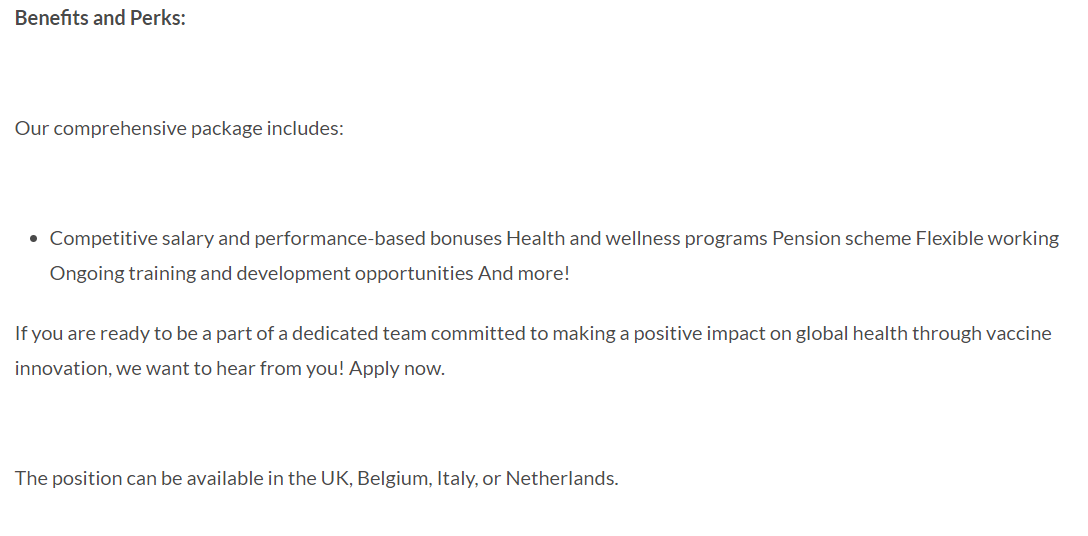 Benefits and Perks:
Our comprehensive package includes:
• Competitive salary and performance-based bonuses Health and wellness programs Pension scheme Flexible working
Ongoing training and development opportunities And more!
If you are ready to be a part of a dedicated team committed to making a positive impact on global health through vaccine
innovation, we want to hear from you! Apply now.
The position can be available in the UK, Belgium, Italy, or Netherlands.